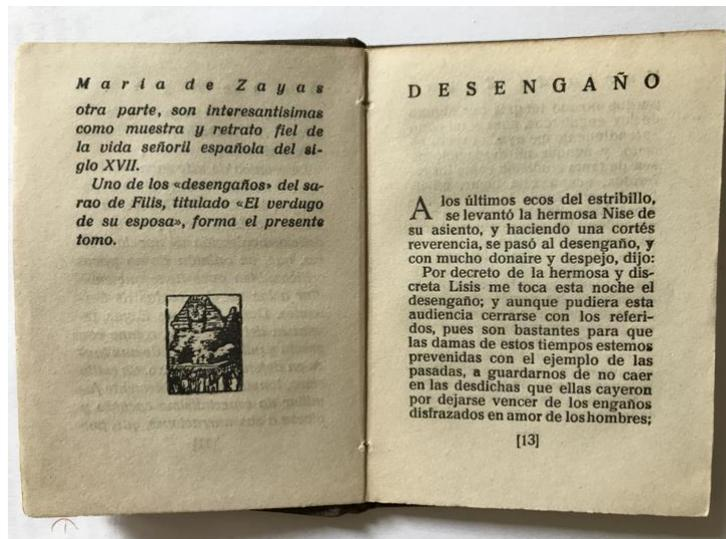 Maria de Zayas
otra parte, son interesantísimas
como muestra y retrato fiel de
la vida señoril española del si-
glo XVII.
Uno de los «desengaños» del sa-
rao de Filis, titulado «El verdugo
de su esposa», forma el presente
tomo.
DESENGAÑO
A los últimos ecos del estribillo,
se levantó la hermosa Nise de
su asiento, y haciendo una cortés
reverencia, se pasó al desengaño, y
con mucho donaire y despejo, dijo:
Por decreto de la hermosa y dis-
creta Lisis me toca esta noche el
desengaño; y aunque pudiera esta
audiencia cerrarse con los referi-
dos, pues son bastantes para que
las damas de estos tiempos estemos
prevenidas con el ejemplo de las
pasadas, a guardarnos de no caer
en las desdichas que ellas cayeron
por dejarse vencer de los engaños
disfrazados en amor de los hombres;
[13]